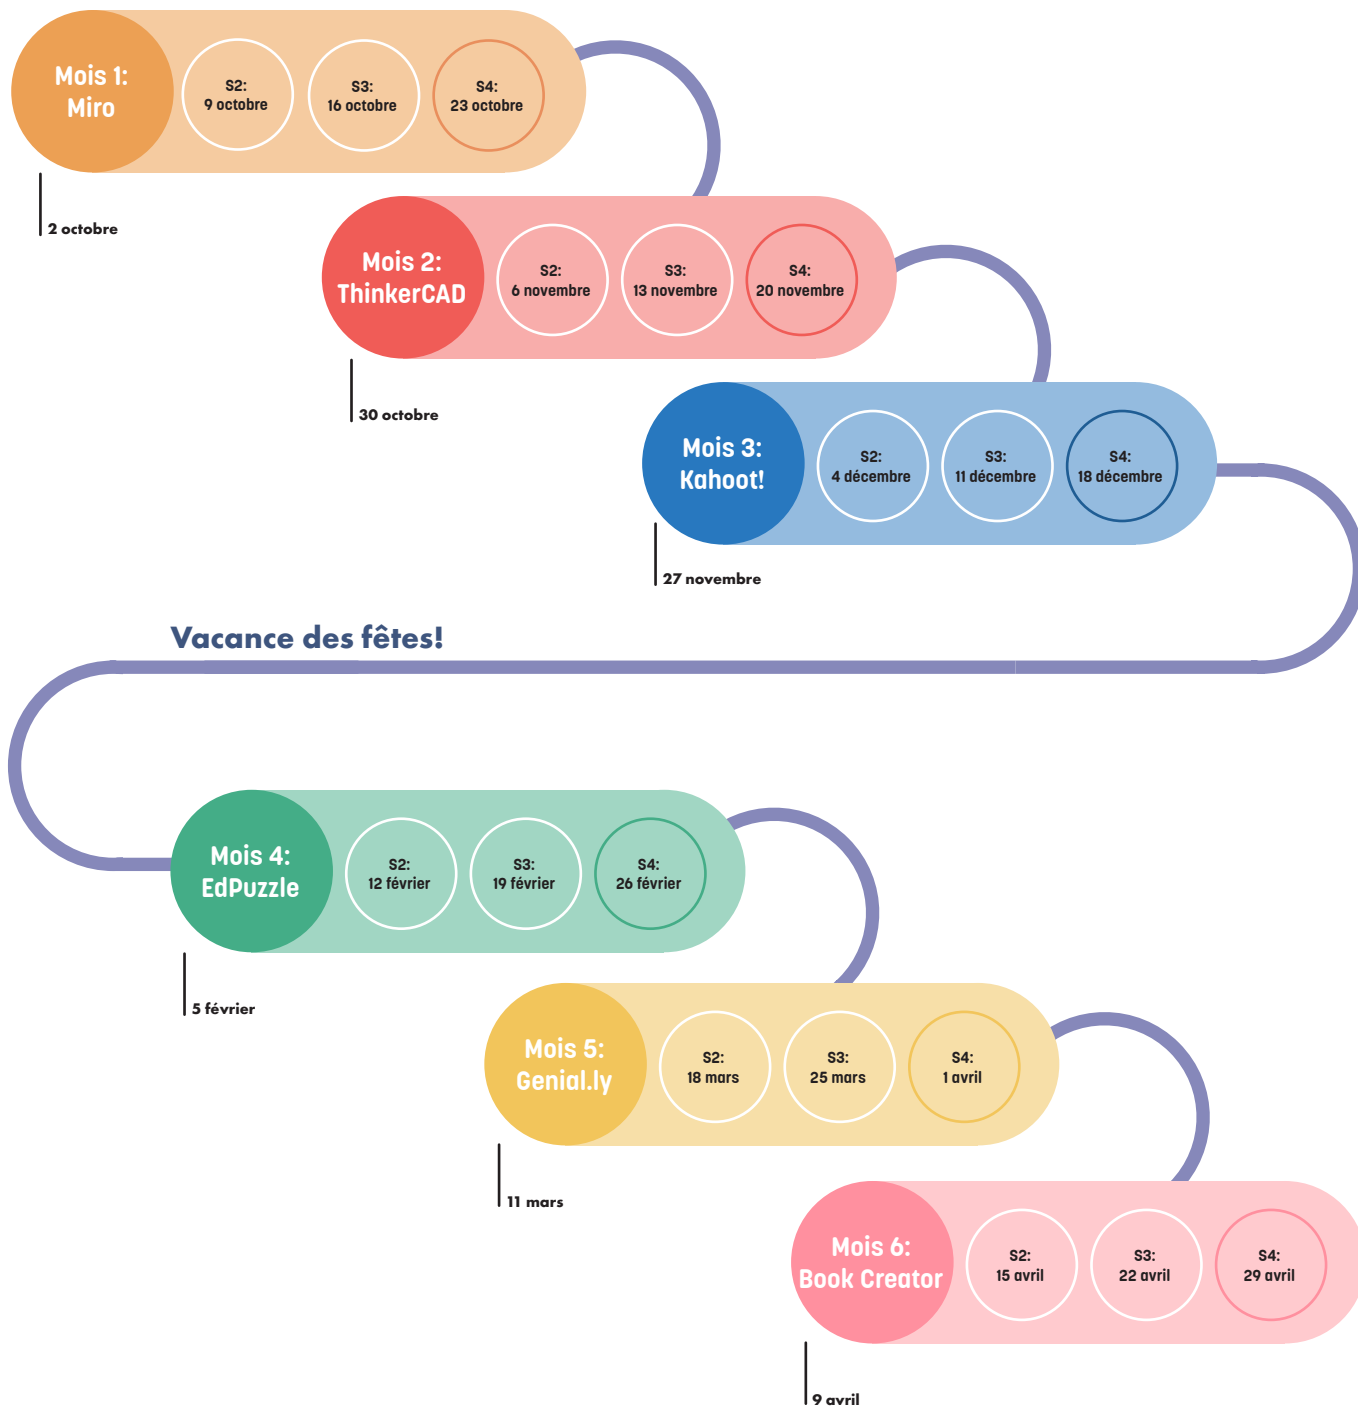 Mois 1:
Miro
S2:
9 octobre
S3:
16 octobre
S4:
23 octobre
2 octobre
Mois 2:
ThinkerCAD
S2:
6 novembre
S3:
13 novembre
S4:
20 novembre
30 octobre
Mois 3:
Kahoot!
S2:
4 décembre
S3:
11 décembre
S4:
18 décembre
27 novembre
Vacance des fêtes!
Mois 4:
EdPuzzle
S2:
12 février
S3:
19 février
S4:
26 février
5 février
Mois 5:
Genial.ly
S2:
18 mars
S3:
25 mars
S4:
1 avril
11 mars
Mois 6:
Book Creator
S2:
15 avril
S3:
22 avril
S4:
29 avril
9 avril